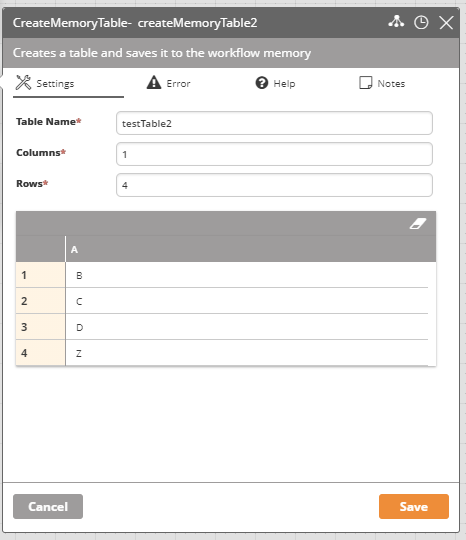 CreateMemoryTable- createMemoryTable2
Creates a table and saves it to the workflow memory
Settings Error Help Notes
Table Name* testTable2
Columns* 1
Rows* 4
A
1 B
2 C
3 D
4 Z
Cancel Save